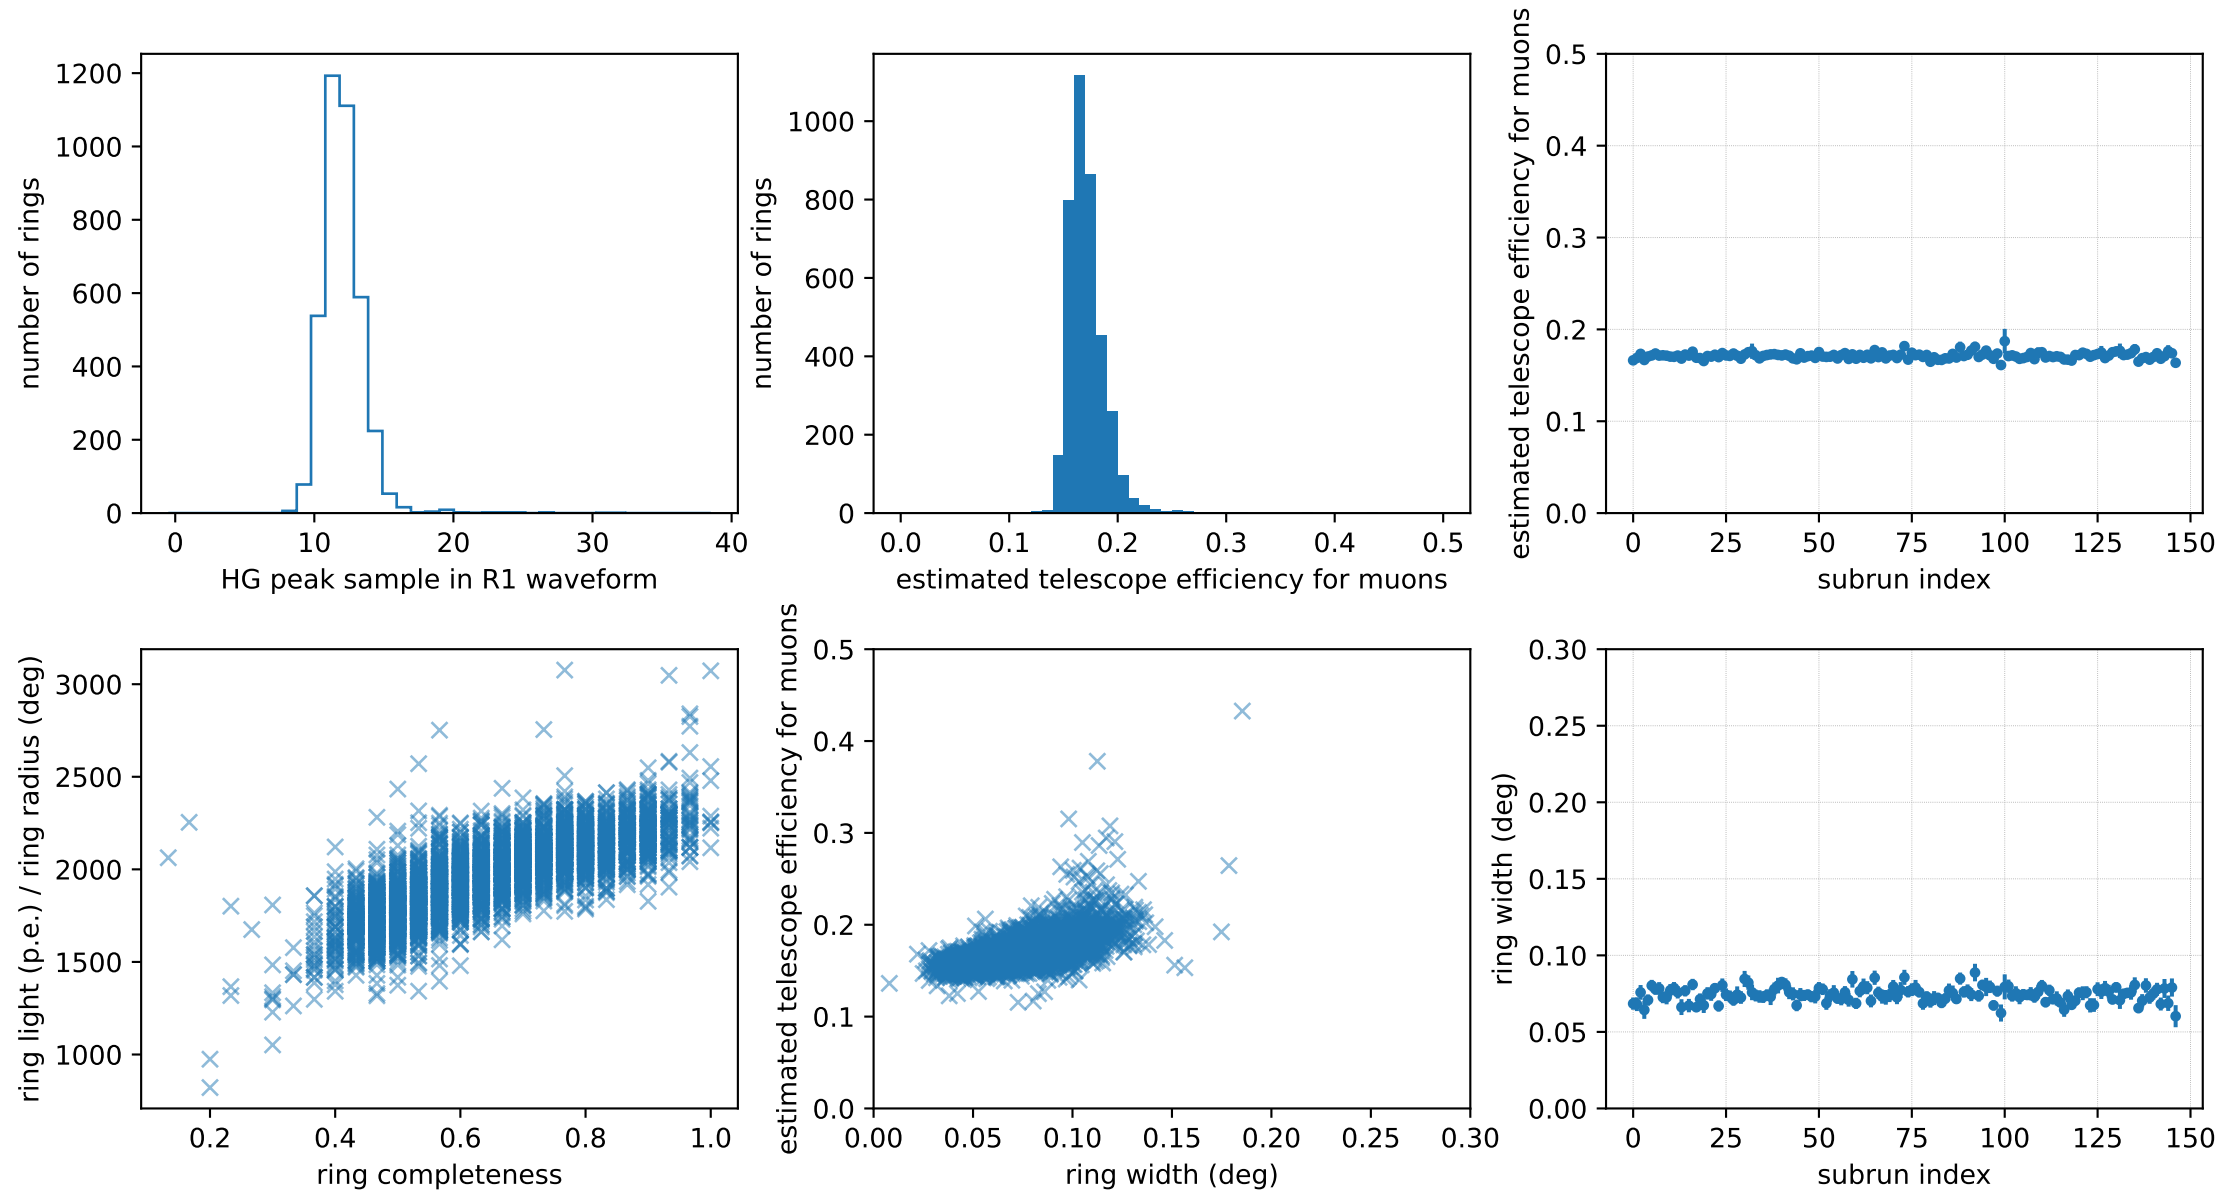 1200
1000
800
600
400
200
0
number of rings
0 10 20 30 40
HG peak sample in R1 waveform
1000
800
600
400
200
0
number of rings
0.0 0.1 0.2 0.3 0.4 0.5
estimated telescope efficiency for muons
0.5
0.4
0.3
0.2
0.1
0.0
estimated telescope efficiency for muons
0 25 50 75 100 125 150
subrun index
3000
2500
2000
1500
1000
ring light (p.e.) / ring radius (deg)
0.2 0.4 0.6 0.8 1.0
ring completeness
0.5
0.4
0.3
0.2
0.1
0.0
estimated telescope efficiency for muons
0.00 0.05 0.10 0.15 0.20 0.25 0.30
ring width (deg)
0.30
0.25
0.20
0.15
0.10
0.05
0.00
ring width (deg)
0 25 50 75 100 125 150
subrun index